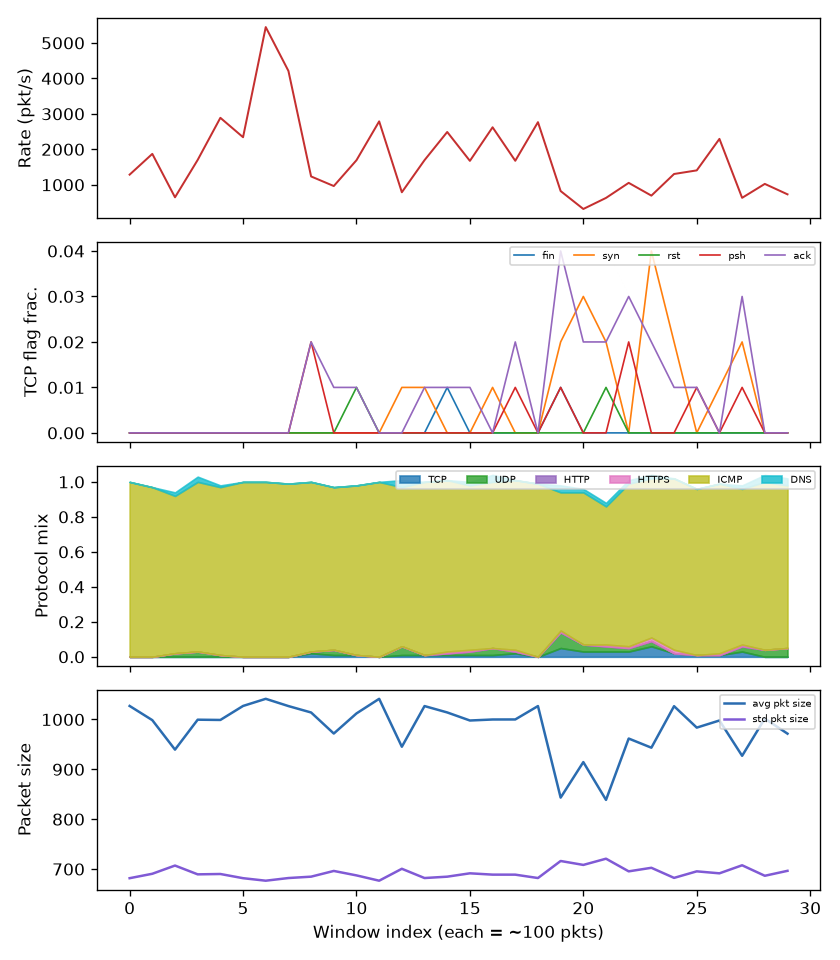 Rate (pkt/s)
5000
4000
3000
2000
1000
TCP flag frac.
0.04
0.03
0.02
0.01
0.00
fin syn rst psh ack
Protocol mix
1.0
0.8
0.6
0.4
0.2
0.0
TCP UDP HTTP HTTPS ICMP DNS
Packet size
1000
900
800
700
avg pkt size
std pkt size
0 5 10 15 20 25 30
Window index (each = ~100 pkts)